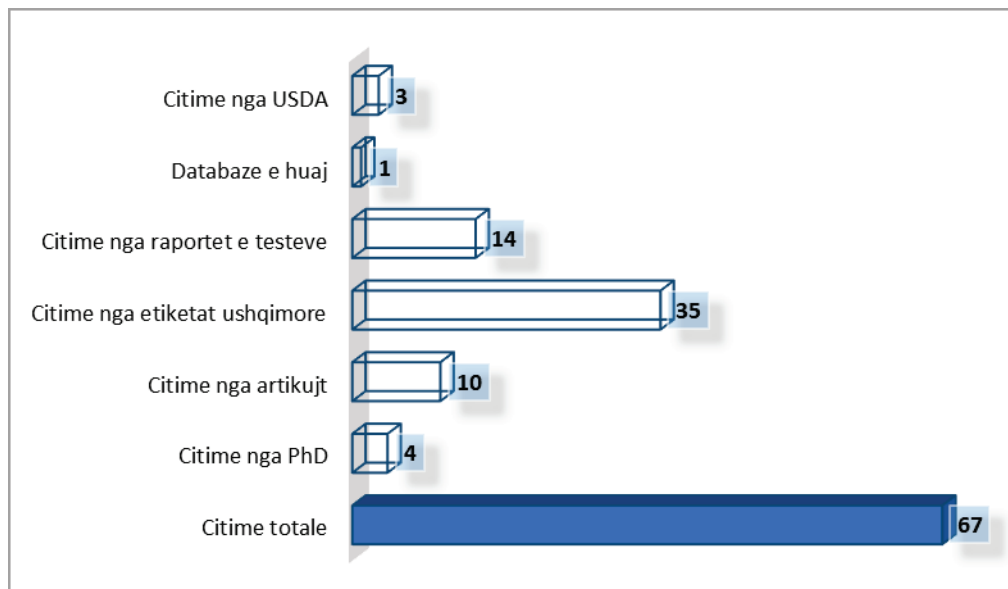 Citime nga USDA 3
Databaze e huaj 1
Citime nga raportet e testeve 14
Citime nga etiketat ushqimore 35
Citime nga artikujt 10
Citime nga PhD 4
Citime totale 67